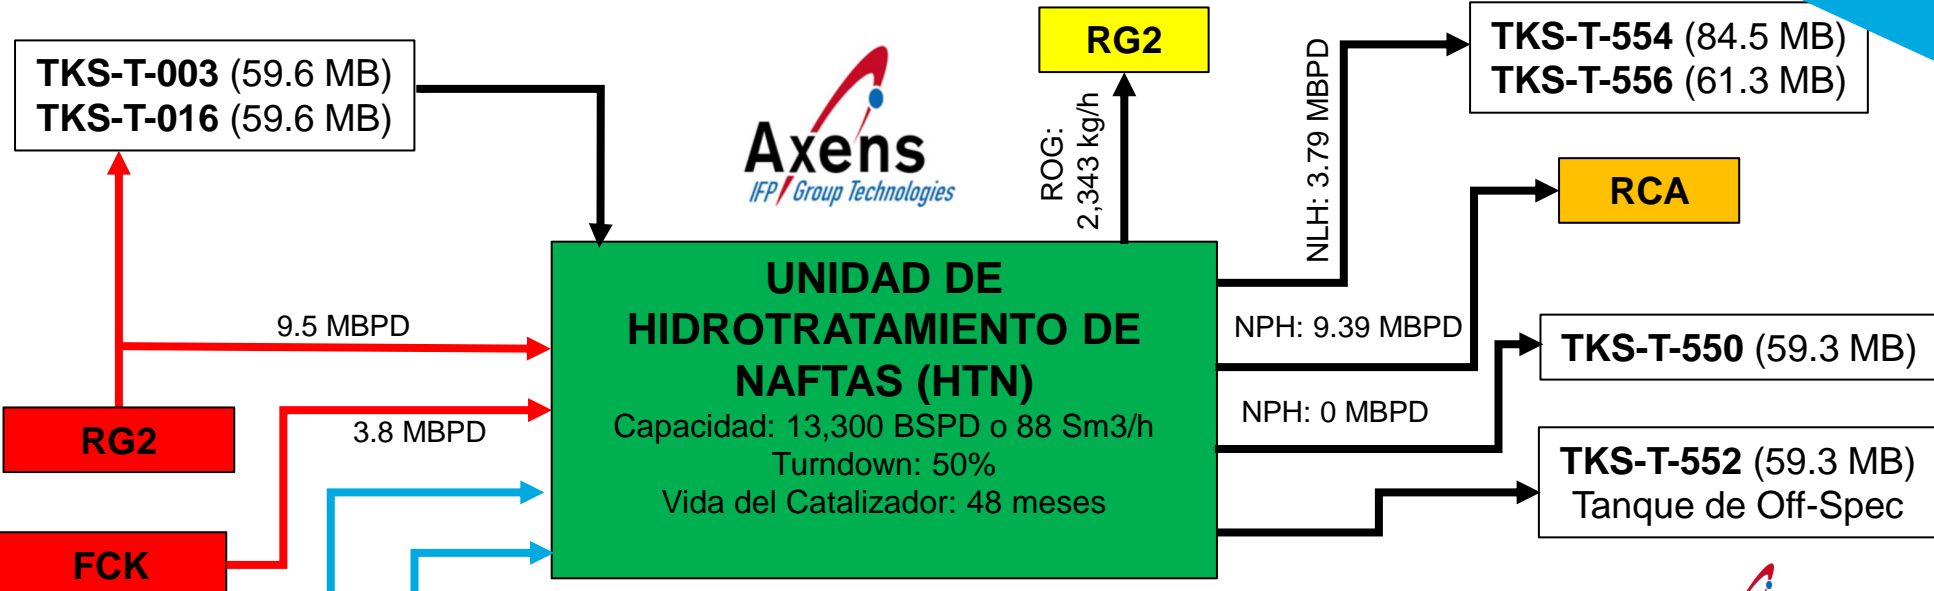 TKS-T-003 (59.6 MB)
TKS-T-016 (59.6 MB)
Axens
IFP Group Technologies
RG2
ROG:
2,343 kg/h
NLH: 3.79 MBPD
TKS-T-554 (84.5 MB)
TKS-T-556 (61.3 MB)
RCA
9.5 MBPD
UNIDAD DE
HIDROTRATAMIENTO DE
NAFTAS (HTN)
Capacidad: 13,300 BSPD o 88 Sm3/h
Turndown: 50%
Vida del Catalizador: 48 meses
NPH: 9.39 MBPD
TKS-T-550 (59.3 MB)
NPH: 0 MBPD
RG2
3.8 MBPD
TKS-T-552 (59.3 MB)
Tanque de Off-Spec
FCK